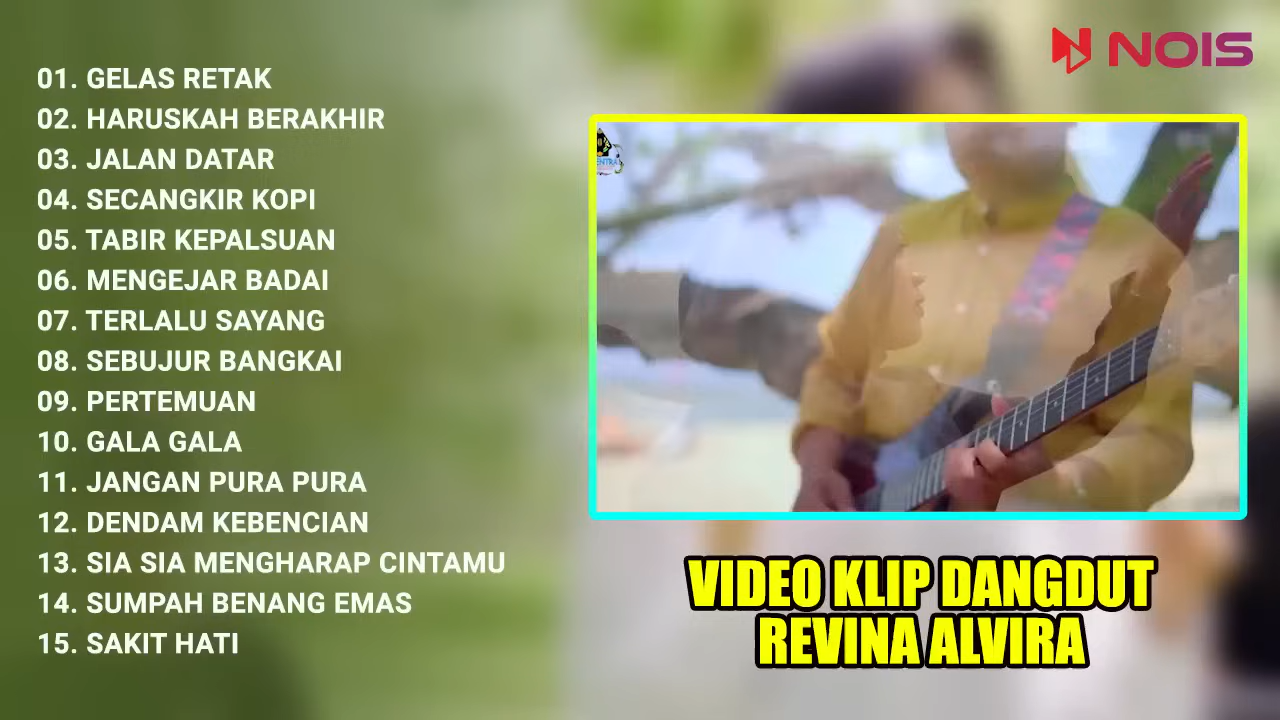 01. GELAS RETAK
02. HARUSKAH BERAKHIR
03. JALAN DATAR
04. SECANGKIR KOPI
05. TABIR KEPALSUAN
06. MENGEJAR BADAI
07. TERLALU SAYANG
08. SEBUJUR BANGKAI
09. PERTEMUAN
10. GALA GALA
11. JANGAN PURA PURA
12. DENDAM KEBENCIAN
13. SIA SIA MENGHARAP CINTAMU
14. SUMPAH BENANG EMAS
15. SAKIT HATI
NOIS
VIDEO KLIP DANGDUT
REVINA ALVIRA